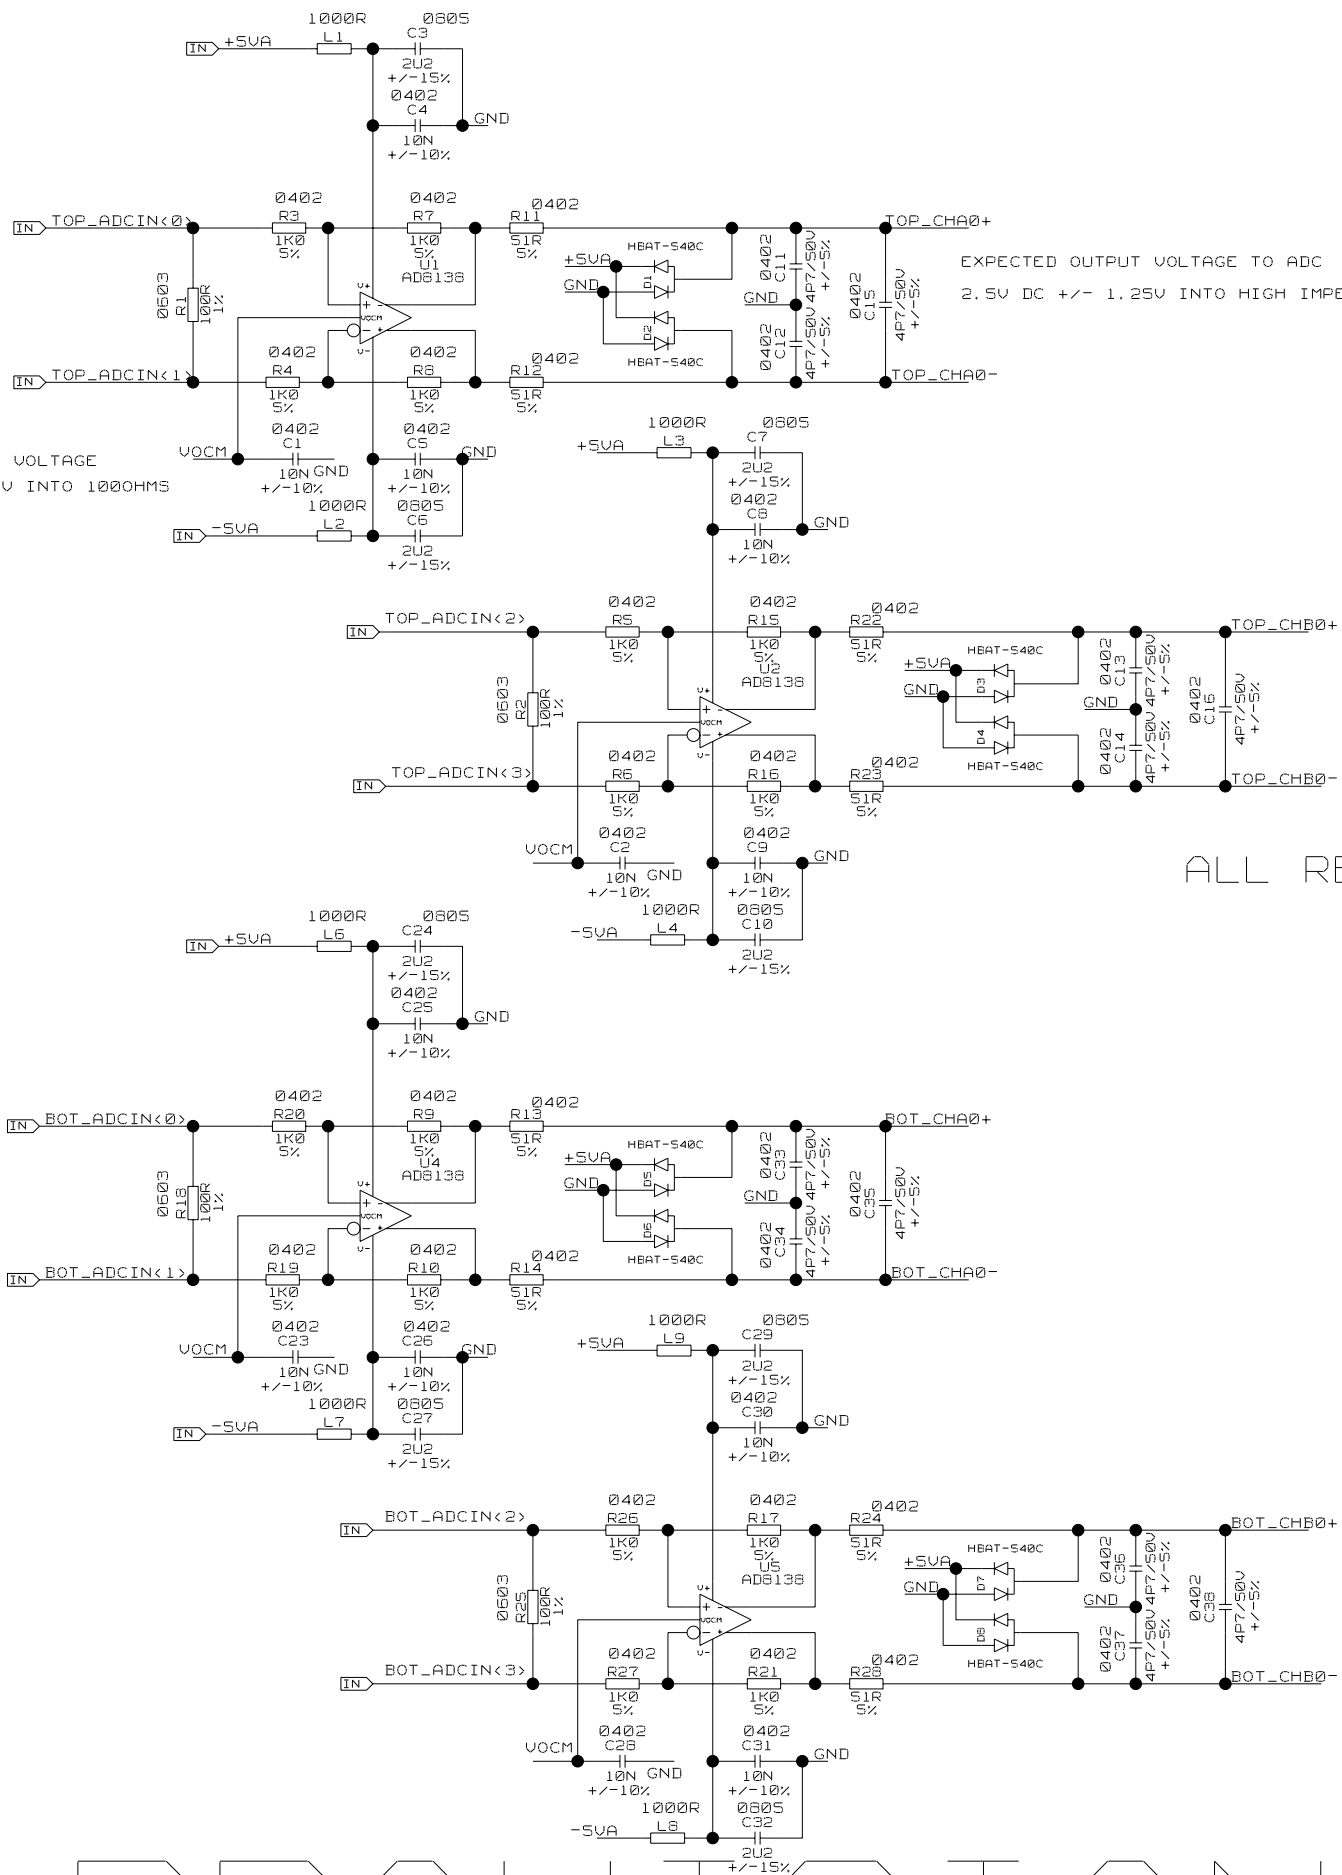 1000R 0805
IN +5VA L1 C3
2U2
+/-15%
0402
C4 GND
10N
+/-10%
0402 0402 0402
IN TOP_ADCIN<0> R3 R7 R11 TOP_CHA0+
1K0 1K0 51R
5% 5% 5%
U1
AD8138
HBAT-540C
+5VA
GND
D1
D2
HBAT-540C
0603
R1
100R
1%
V+
+ -
VOCM
- +
V-
0402
C11
4P7/50V
+/-5%
GND
0402
C12
4P7/50V
+/-5%
0402
C15
4P7/50V
+/-5%
EXPECTED OUTPUT VOLTAGE TO ADC
2.5V DC +/- 1.25V INTO HIGH IMPE
0402 0402 0402
IN TOP_ADCIN<1> R4 R8 R12 TOP_CHA0-
1K0 1K0 51R
5% 5% 5%
0402 0402
VOCM C1 C5 GND
10N GND 10N
+/-10% +/-10%
VOLTAGE
V INTO 100OHMS
1000R 0805
IN -5VA L2 C6
2U2
+/-15%
1000R 0805
+5VA L3 C7
2U2
+/-15%
0402
C8 GND
10N
+/-10%
0402 0402 0402
IN TOP_ADCIN<2> R5 R15 R22 TOP_CHB0+
1K0 1K0 51R
5% 5% 5%
U2
AD8138
HBAT-540C
+5VA
GND
D3
D4
HBAT-540C
0603
R2
100R
1%
V+
+ -
VOCM
- +
V-
0402
C13
4P7/50V
+/-5%
GND
0402
C14
4P7/50V
+/-5%
0402
C16
4P7/50V
+/-5%
0402 0402 0402
IN TOP_ADCIN<3> R6 R16 R23 TOP_CHB0-
1K0 1K0 51R
5% 5% 5%
0402 0402
VOCM C2 C9 GND
10N GND 10N
+/-10% +/-10%
ALL RE
1000R 0805
-5VA L4 C10
2U2
+/-15%
1000R 0805
IN +5VA L6 C24
2U2
+/-15%
0402
C25 GND
10N
+/-10%
0402 0402 0402
IN BOT_ADCIN<0> R20 R9 R13 BOT_CHA0+
1K0 1K0 51R
5% 5% 5%
U4
AD8138
HBAT-540C
+5VA
GND
D5
D6
HBAT-540C
0603
R18
100R
1%
V+
+ -
VOCM
- +
V-
0402
C33
4P7/50V
+/-5%
GND
0402
C34
4P7/50V
+/-5%
0402
C35
4P7/50V
+/-5%
0402 0402 0402
IN BOT_ADCIN<1> R19 R10 R14 BOT_CHA0-
1K0 1K0 51R
5% 5% 5%
0402 0402
VOCM C23 C26 GND
10N GND 10N
+/-10% +/-10%
1000R 0805
IN -5VA L7 C27
2U2
+/-15%
1000R 0805
+5VA L9 C29
2U2
+/-15%
0402
C30 GND
10N
+/-10%
0402 0402 0402
IN BOT_ADCIN<2> R26 R17 R24 BOT_CHB0+
1K0 1K0 51R
5% 5% 5%
U5
AD8138
HBAT-540C
+5VA
GND
D7
D8
HBAT-540C
0603
R25
100R
1%
V+
+ -
VOCM
- +
V-
0402
C36
4P7/50V
+/-5%
GND
0402
C37
4P7/50V
+/-5%
0402
C38
4P7/50V
+/-5%
0402 0402 0402
IN BOT_ADCIN<3> R27 R21 R28 BOT_CHB0-
1K0 1K0 51R
5% 5% 5%
0402 0402
VOCM C28 C31 GND
10N GND 10N
+/-10% +/-10%
1000R 0805
-5VA L8 C32
2U2
+/-15%